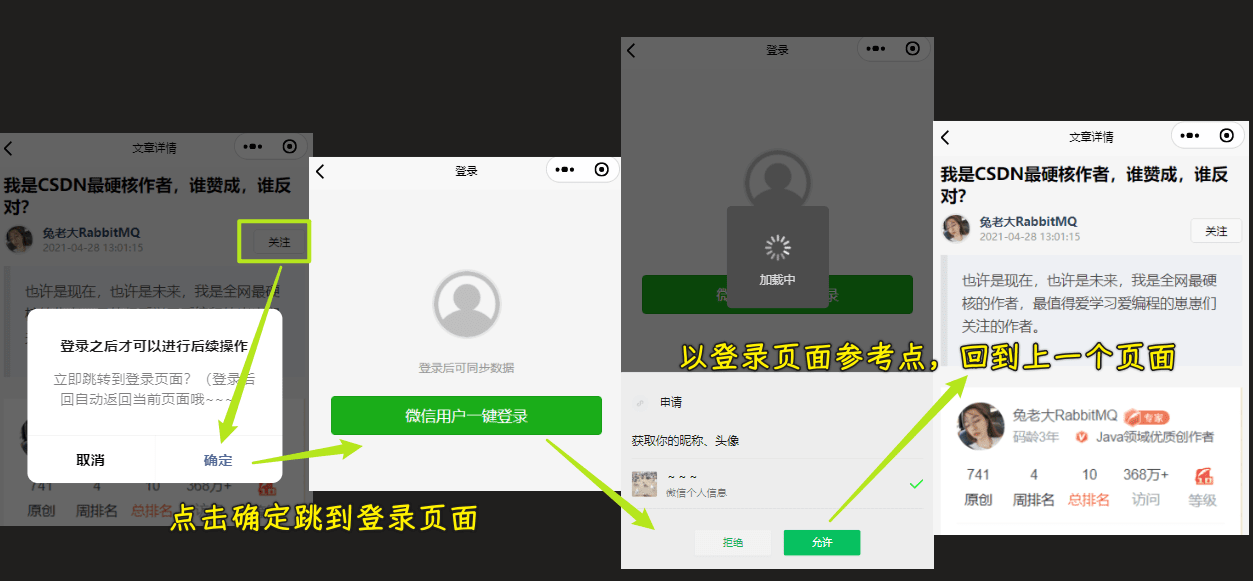 文章详情
我是CSDN最硬核作者，谁赞成，谁反
对？
兔老大RabbitMQ
2021-04-28 13:01:15
关注
也许是现在，也许是未来，我是全网最硬
登录之后才可以进行后续操作
立即跳转到登录页面？（登录后
回自动返回当前页面哦~~~
取消
确定
741
4
10
368万+
原创
周排名
总排名
点击确定跳到登录页面
登录
登录后可同步数据
微信用户一键登录
登录
加载中
微
录
申请
获取你的昵称、头像
~ ~ ~
微信个人信息
拒绝
允许
以登录页面参考点，回到上一个页面
文章详情
我是CSDN最硬核作者，谁赞成，谁反
对？
兔老大RabbitMQ
2021-04-28 13:01:15
关注
也许是现在，也许是未来，我是全网最硬
核的作者，最值得爱学习爱编程的崽崽们
关注的作者。
兔老大RabbitMQ
专家
码龄3年
Java领域优质创作者
741
4
10
368万+
原创
周排名
总排名
访问
等级